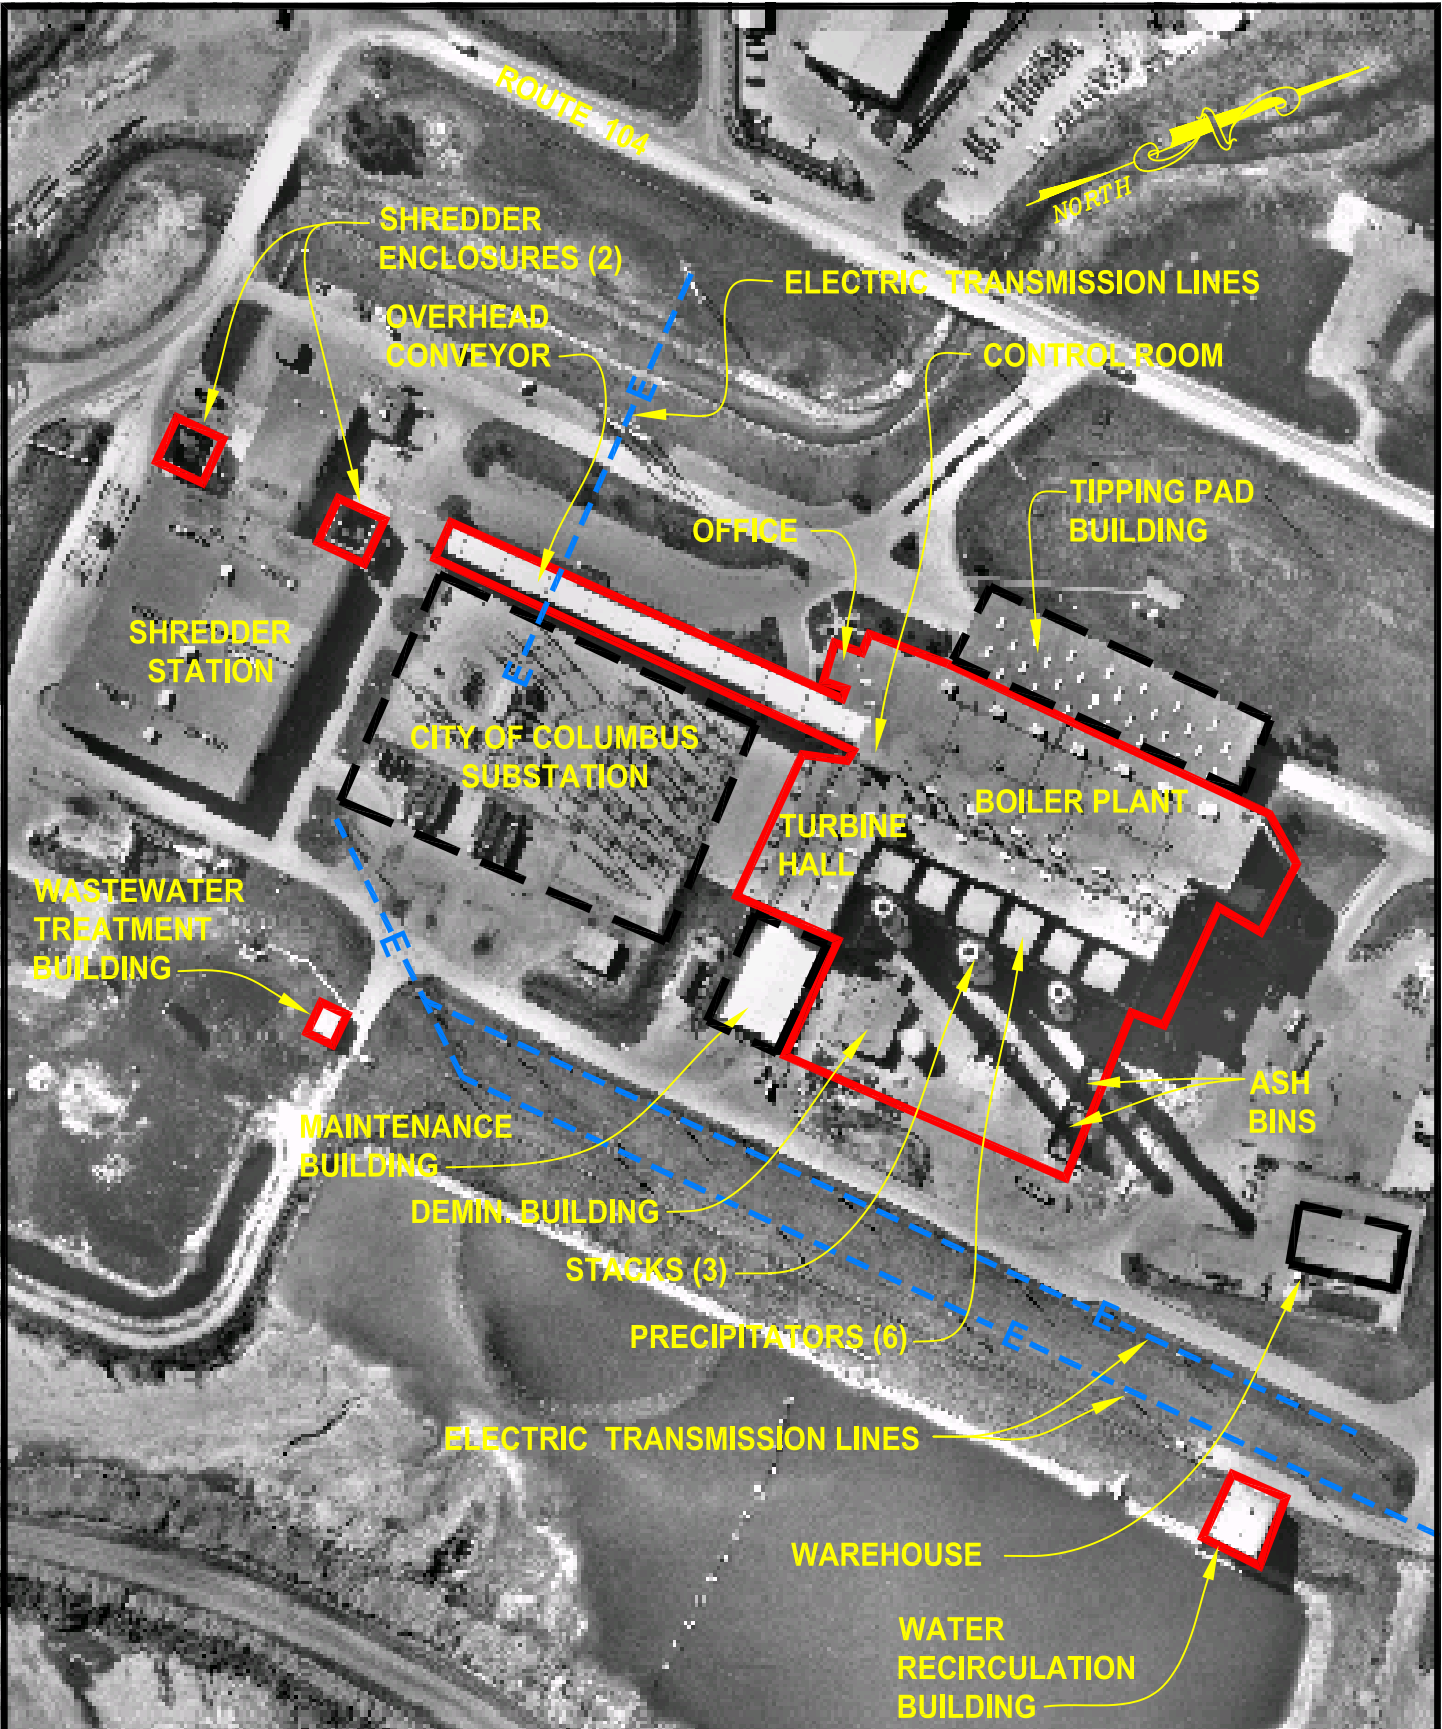 ROUTE 104
NORTH
SHREDDER
ENCLOSURES (2)
ELECTRIC TRANSMISSION LINES
OVERHEAD
CONVEYOR
CONTROL ROOM
E
TIPPING PAD
BUILDING
OFFICE
SHREDDER
STATION
E
CITY OF COLUMBUS
SUBSTATION
BOILER PLANT
TURBINE
HALL
WASTEWATER
TREATMENT
BUILDING
E
ASH
BINS
MAINTENANCE
BUILDING
DEMIN. BUILDING
STACKS (3)
PRECIPITATORS (6)
E
E
ELECTRIC TRANSMISSION LINES
WAREHOUSE
WATER
RECIRCULATION
BUILDING